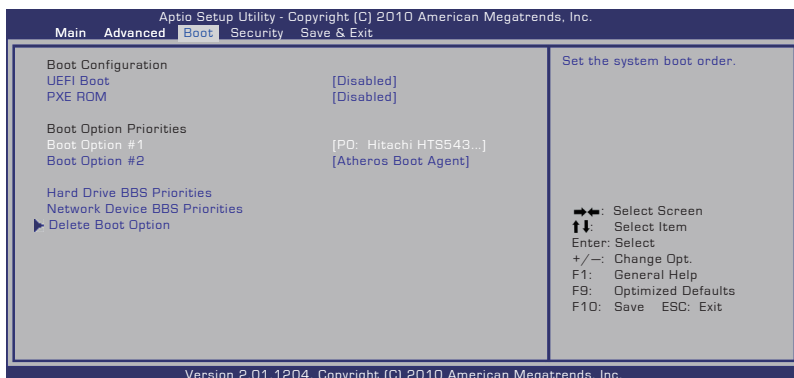 Aptio Setup Utility - Copyright (C) 2010 American Megatrends, Inc.
Main Advanced Boot Security Save & Exit
Boot Configuration
UEFI Boot [Disabled]
PXE ROM [Disabled]
Boot Option Priorities
Boot Option #1 [P0: Hitachi HTS543...]
Boot Option #2 [Atheros Boot Agent]
Hard Drive BBS Priorities
Network Device BBS Priorities
Delete Boot Option
Set the system boot order.
→←: Select Screen
↑↓: Select Item
Enter: Select
+/—: Change Opt.
F1: General Help
F9: Optimized Defaults
F10: Save ESC: Exit
Version 2.01.1204. Copyright (C) 2010 American Megatrends, Inc.